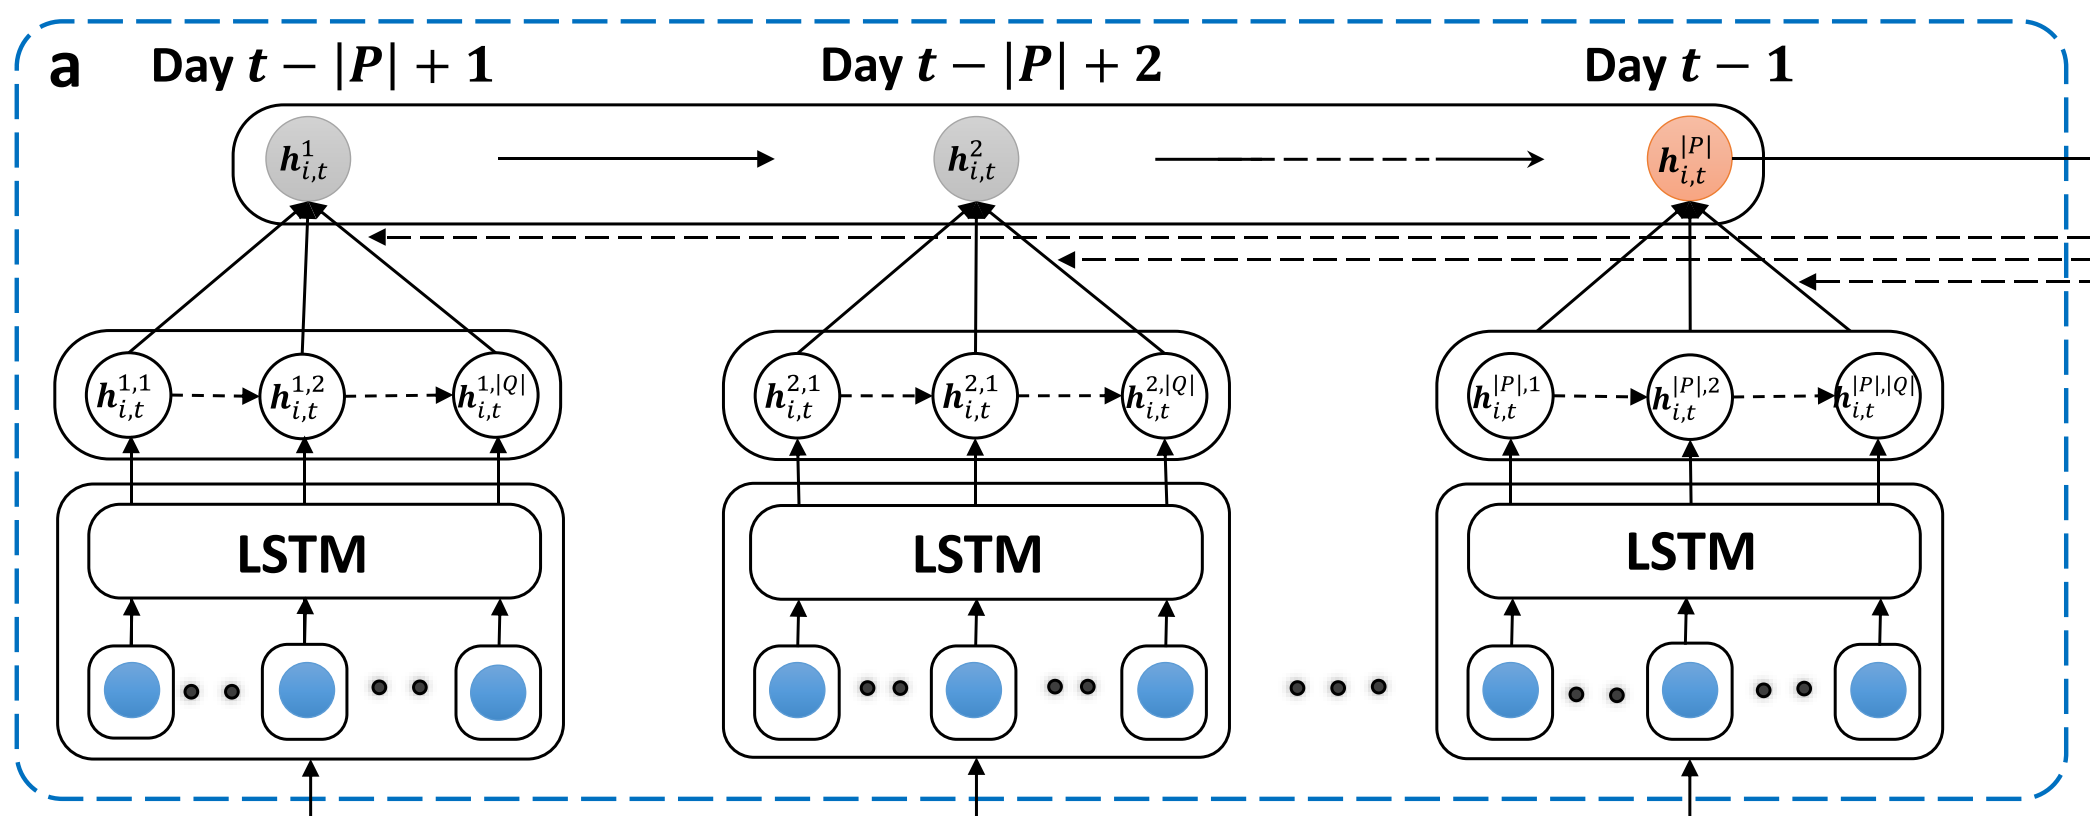 a Day t − |P| + 1 Day t − |P| + 2 Day t − 1
h_{i,t}^{1} h_{i,t}^{2} h_{i,t}^{|P|}
h_{i,t}^{1,1} h_{i,t}^{1,2} h_{i,t}^{1,|Q|} h_{i,t}^{2,1} h_{i,t}^{2,1} h_{i,t}^{2,|Q|} h_{i,t}^{|P|,1} h_{i,t}^{|P|,2} h_{i,t}^{|P|,|Q|}
LSTM LSTM LSTM